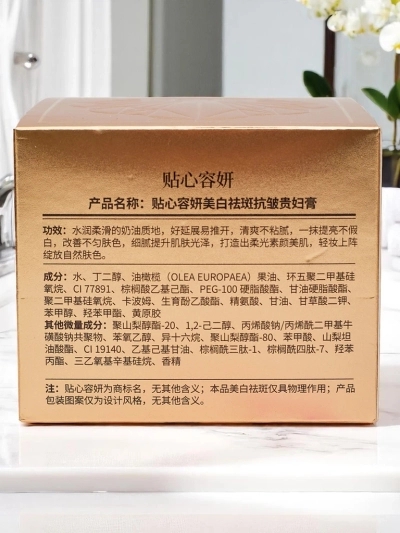 贴心容妍
产品名称：贴心容妍美白祛斑抗皱贵妇膏
功效：水润柔滑的奶油质地，好延展易推开，清爽不粘腻，一抹提亮不假
白，改善不匀肤色，细腻提升肌肤光泽，打造出柔光素颜美肌，轻妆上阵
绽放自然肤色。
成分：水、丁二醇、油橄榄（OLEA EUROPAEA）果油、环五聚二甲基硅
氧烷、CI 77891、棕榈酸乙基己酯、PEG-100 硬脂酸酯、甘油硬脂酸酯、
聚二甲基硅氧烷、卡波姆、生育酚乙酸酯、精氨酸、甘油、甘草酸二钾、
苯甲醇、羟苯甲酯、黄原胶
其他微量成分：聚山梨醇酯-20、1,2-己二醇、丙烯酸钠/丙烯酰二甲基牛
磺酸钠共聚物、苯氧乙醇、异十六烷、聚山梨醇酯-80、苯甲酸、山梨坦
油酸酯、CI 19140、乙基己基甘油、棕榈酰三肽-1、棕榈酰四肽-7、羟苯
丙酯、三乙氧基辛基硅烷、香精
注：贴心容妍为商标名，无其他含义；本品美白祛斑仅具物理作用；产品
包装图案仅为设计风格，无其他含义。